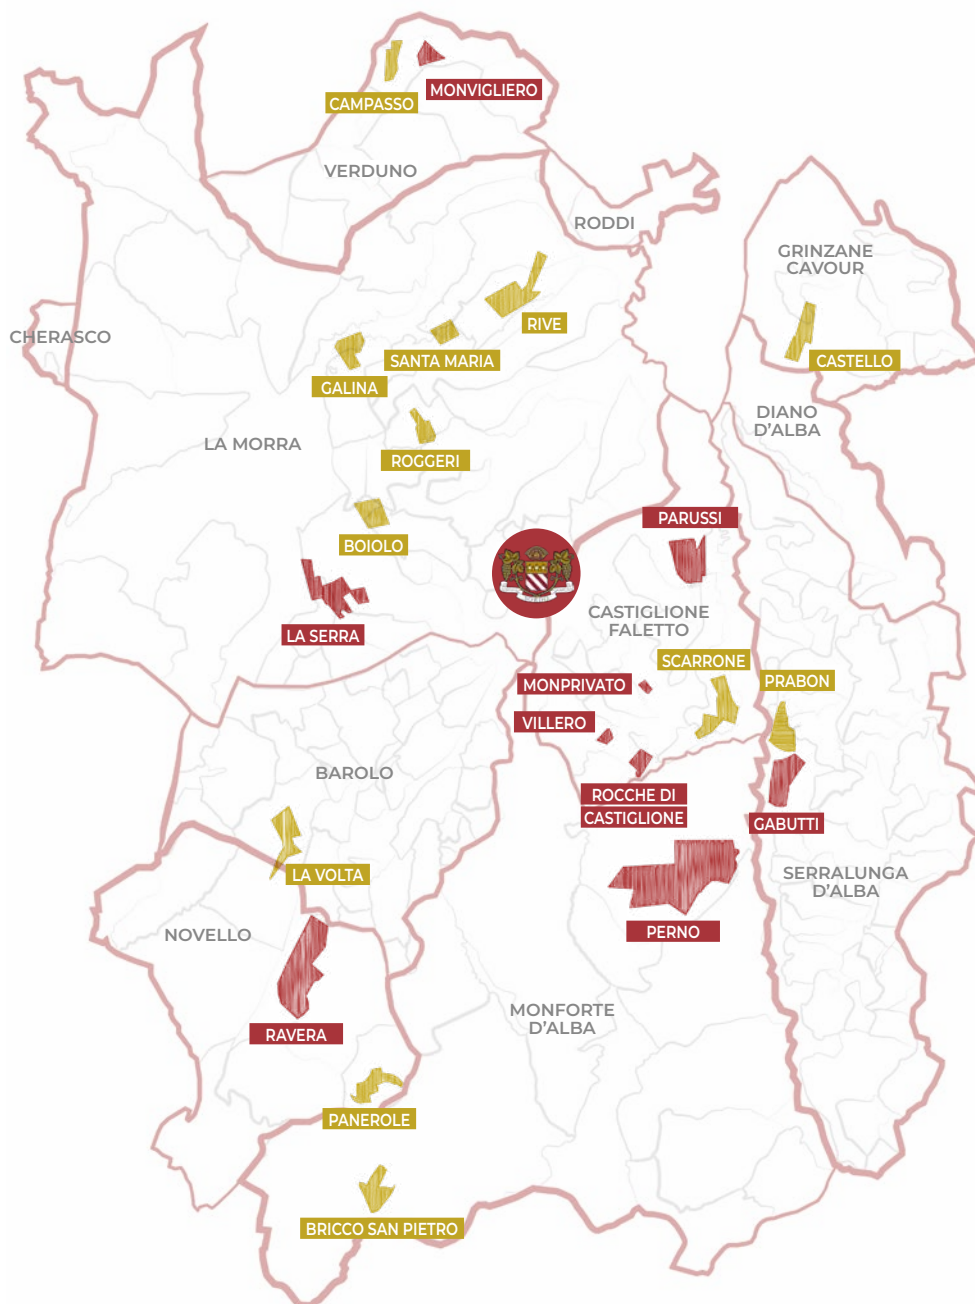 CAMPASSO
MONVIGLIERO
VERDUNO
RODDI
GRINZANE
CAVOUR
CHERASCO
RIVE
SANTA MARIA
CASTELLO
GALINA
DIANO
D'ALBA
LA MORRA
ROGGERI
PARUSSI
BOIOLO
CASTIGLIONE
FALETTO
LA SERRA
SCARRONE
PRABON
MONPRIVATO
VILLERO
BAROLO
ROCCHE DI
CASTIGLIONE
GABUTTI
LA VOLTA
SERRALUNGA
D'ALBA
NOVELLO
PERNO
MONFORTE
D'ALBA
RAVERA
PANEROLE
BRICCO SAN PIETRO